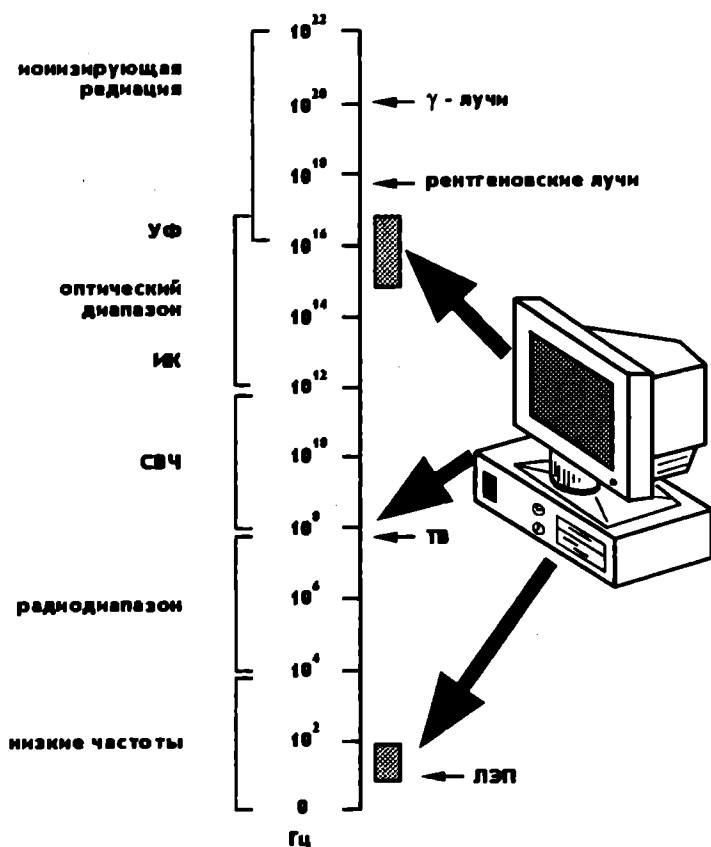 10²²
ионизирующая
редиация
10²⁰
γ - лучи
10¹⁸
рентгеновские лучи
УФ
10¹⁶
оптический
диапазон
10¹⁴
ИК
10¹²
СВЧ
10¹⁰
10⁸
ТВ
радиодиапазон
10⁶
10⁴
низкие частоты
10²
ЛЭП
0
Гц